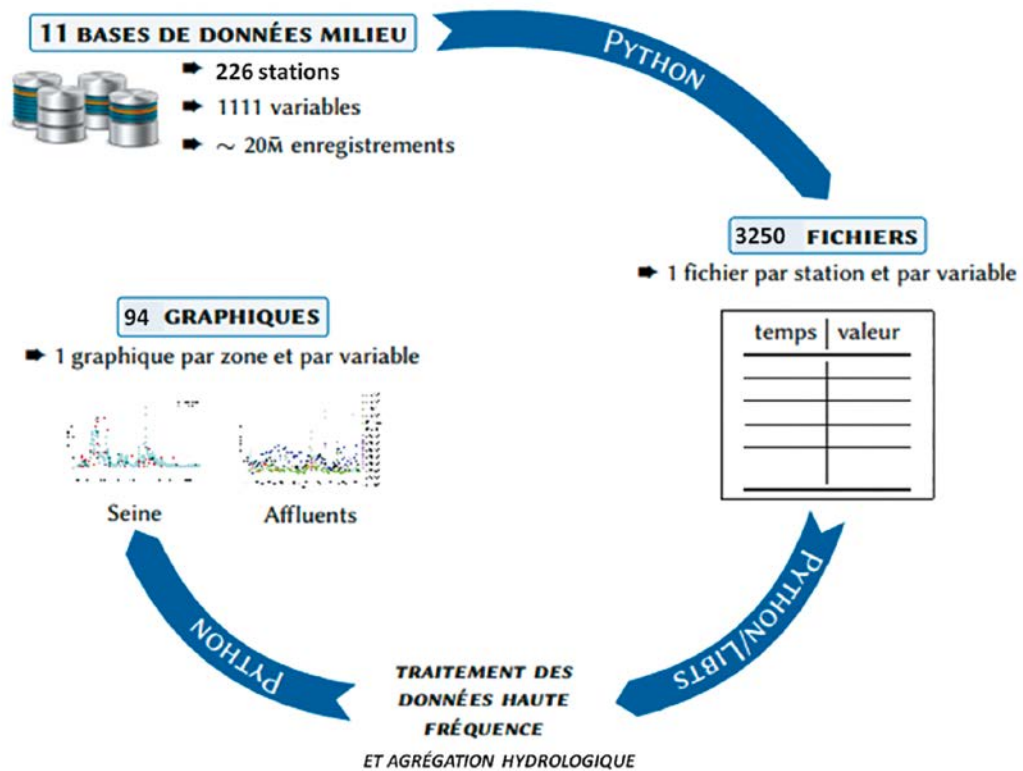 11 BASES DE DONNÉES MILIEU
226 stations
1111 variables
~ 20M enregistrements
PYTHON
3250 FICHIERS
1 fichier par station et par variable
temps valeur
PYTHON/LIBTS
TRAITEMENT DES
DONNÉES HAUTE
FRÉQUENCE
ET AGRÉGATION HYDROLOGIQUE
PYTHON
94 GRAPHIQUES
1 graphique par zone et par variable
Seine
Affluents